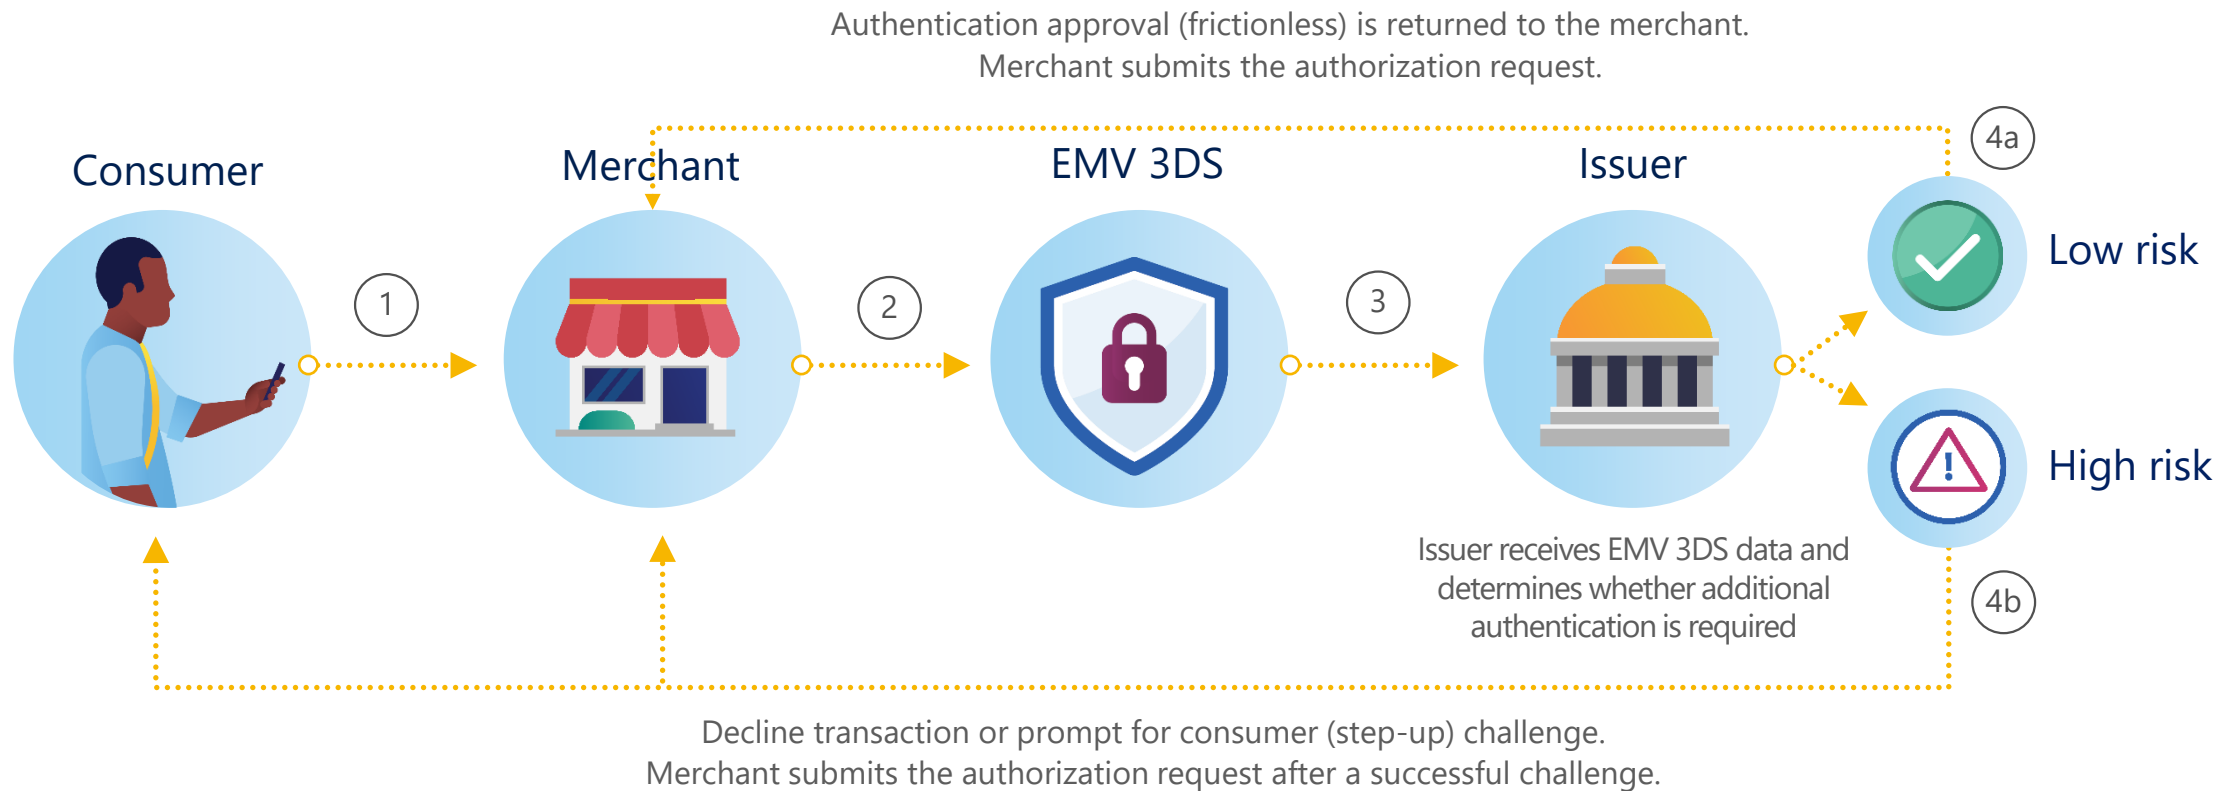 Authentication approval (frictionless) is returned to the merchant.
Merchant submits the authorization request.
4a
Consumer
Merchant
EMV 3DS
Issuer
Low risk
1
2
3
High risk
Issuer receives EMV 3DS data and
determines whether additional
authentication is required
4b
Decline transaction or prompt for consumer (step-up) challenge.
Merchant submits the authorization request after a successful challenge.